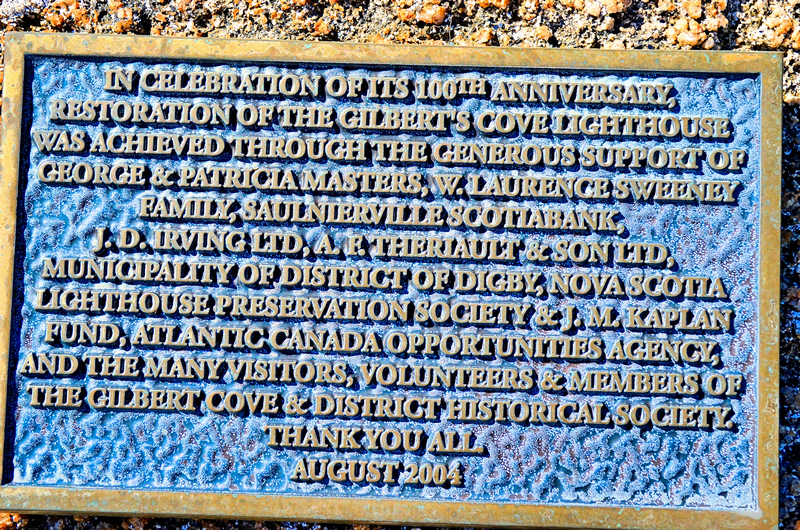 IN CELEBRATION OF ITS 100TH ANNIVERSARY,
RESTORATION OF THE GILBERT'S COVE LIGHTHOUSE
WAS ACHIEVED THROUGH THE GENEROUS SUPPORT OF
GEORGE & PATRICIA MASTERS, W. LAURENCE SWEENEY
FAMILY, SAULNIERVILLE SCOTIABANK,
J. D. IRVING LTD, A. F. THERIAULT & SON LTD,
MUNICIPALITY OF DISTRICT OF DIGBY, NOVA SCOTIA
LIGHTHOUSE PRESERVATION SOCIETY & J. M. KAPLAN
FUND, ATLANTIC CANADA OPPORTUNITIES AGENCY,
AND THE MANY VISITORS, VOLUNTEERS & MEMBERS OF
THE GILBERT COVE & DISTRICT HISTORICAL SOCIETY.
THANK YOU ALL.
AUGUST 2004